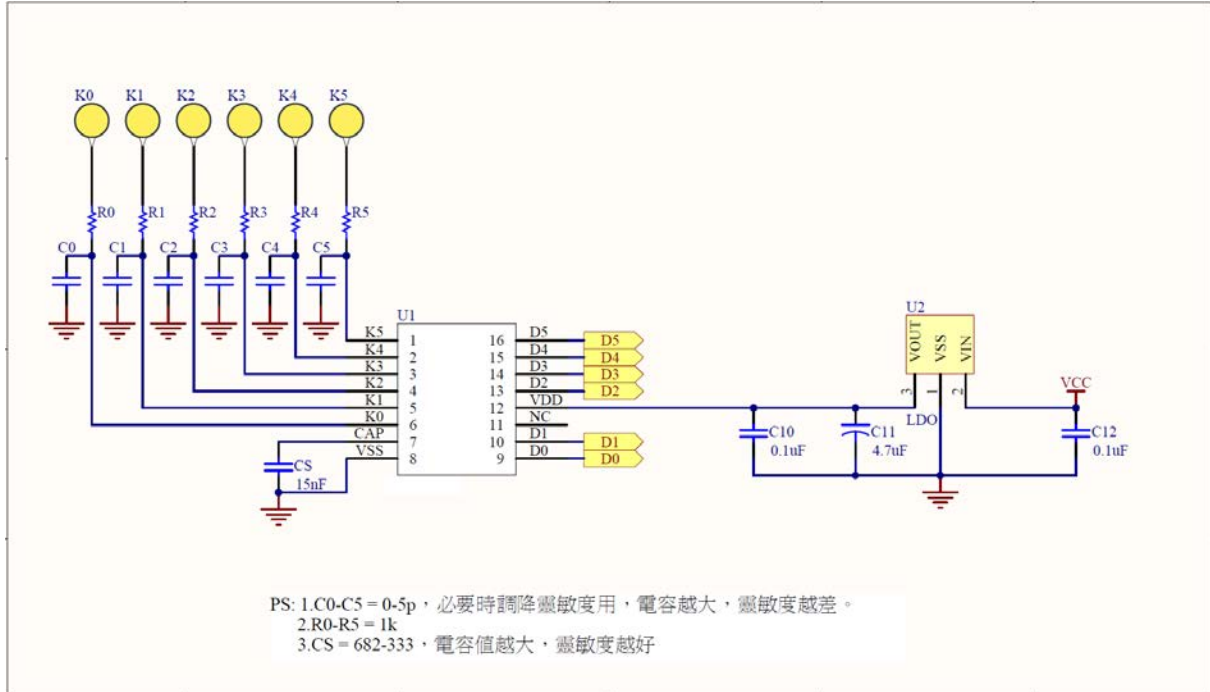 K0 K1 K2 K3 K4 K5
R0 R1 R2 R3 R4 R5
C0 C1 C2 C3 C4 C5
U1
K5 1 16 D5 D5
K4 2 15 D4 D4
K3 3 14 D3 D3
K2 4 13 D2 D2
K1 5 12 VDD
K0 6 11 NC
CAP 7 10 D1 D1
VSS 8 9 D0 D0
CS
15nF
U2
VOUT VSS VIN
3 1 2
LDO
VCC
C10
0.1uF
C11
4.7uF
C12
0.1uF
PS: 1.C0-C5 = 0-5p，必要時調降靈敏度用，電容越大，靈敏度越差。
2.R0-R5 = 1k
3.CS = 682-333，電容值越大，靈敏度越好